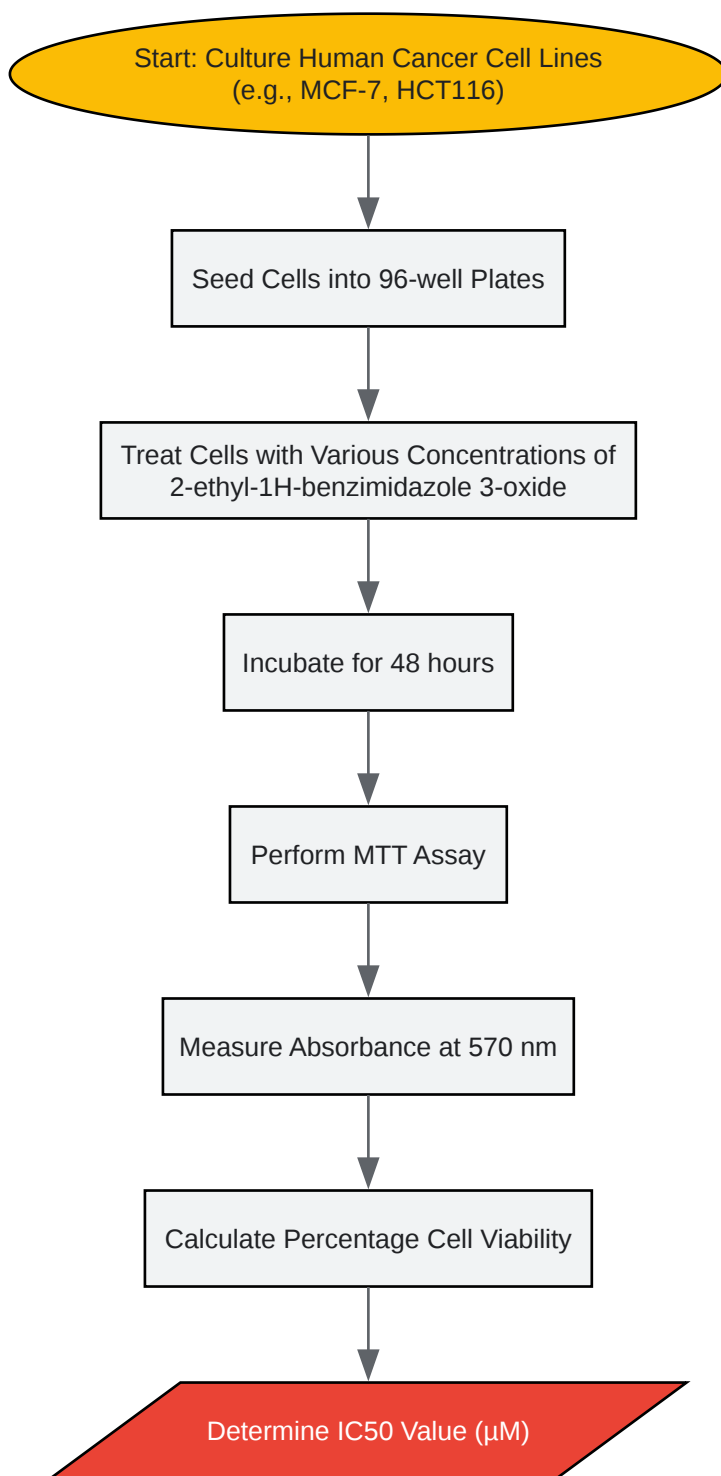 Start: Culture Human Cancer Cell Lines
(e.g., MCF-7, HCT116)
Seed Cells into 96-well Plates
Treat Cells with Various Concentrations of
2-ethyl-1H-benzimidazole 3-oxide
Incubate for 48 hours
Perform MTT Assay
Measure Absorbance at 570 nm
Calculate Percentage Cell Viability
Determine IC50 Value (µM)